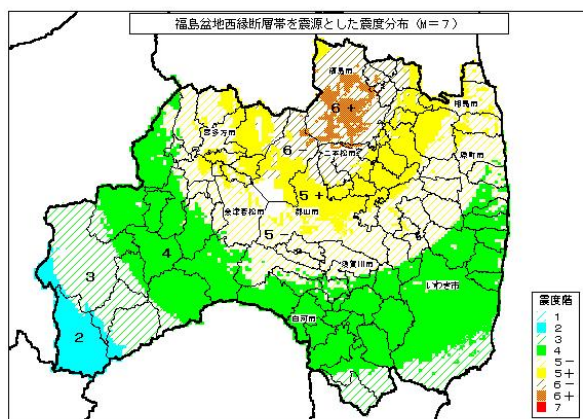 福島盆地西縁断層帯を震源とした震度分布（M＝7）
福島市
相馬市
6+
喜多方市
6-
二本松市
原町市
5+
会津若松市
郡山市
5-
3
4
須賀川市
いわき市
2
白河市
震度階
1
2
3
4
5-
5+
6-
6+
7